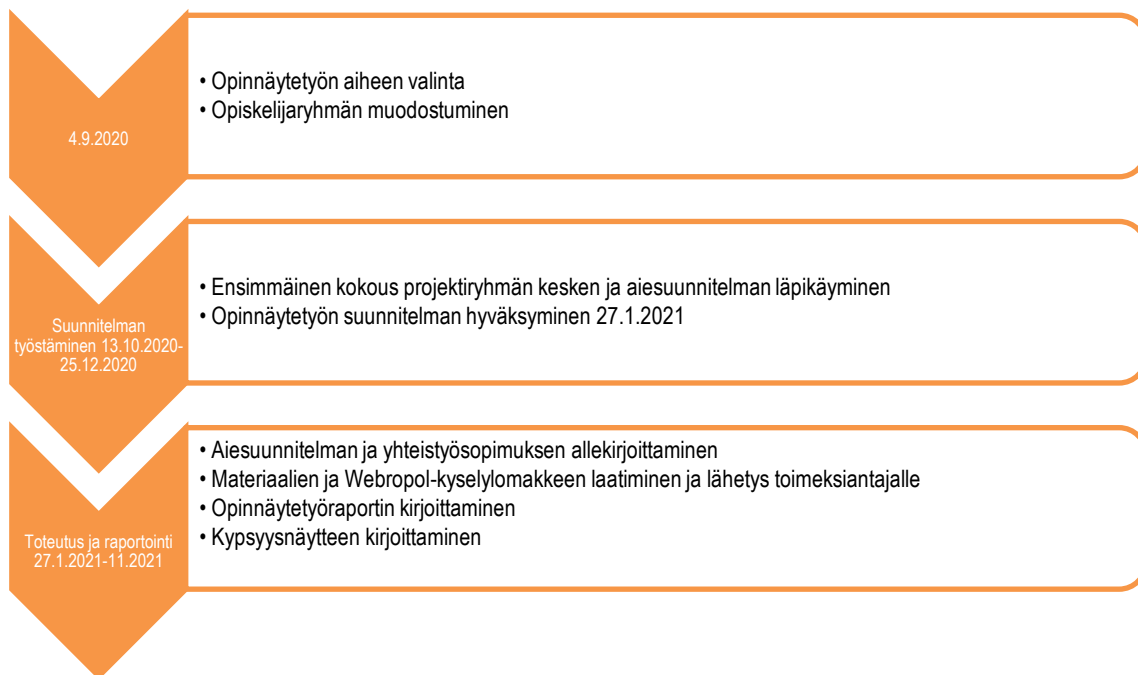 4.9.2020
• Opinnäytetyön aiheen valinta
• Opiskelijaryhmän muodostuminen
Suunnitelman
työstäminen 13.10.2020-
25.12.2020
• Ensimmäinen kokous projektiryhmän kesken ja aiesuunnitelman läpikäyminen
• Opinnäytetyön suunnitelman hyväksyminen 27.1.2021
Toteutus ja raportointi
27.1.2021-11.2021
• Aiesuunnitelman ja yhteistyösopimuksen allekirjoittaminen
• Materiaalien ja Webropol-kyselylomakkeen laatiminen ja lähetys toimeksiantajalle
• Opinnäytetyöraportin kirjoittaminen
• Kypsyysnäytteen kirjoittaminen